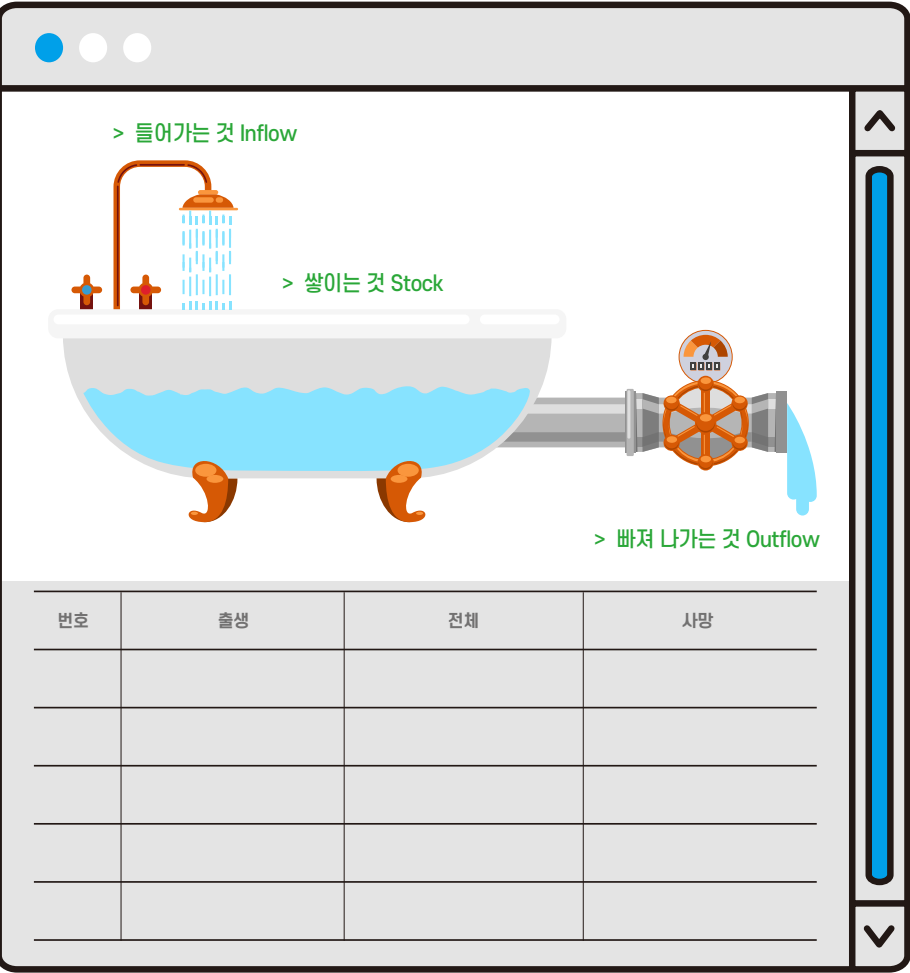 > 들어가는 것 Inflow
> 쌓이는 것 Stock
> 빠져 나가는 것 Outflow
번호 출생 전체 사망